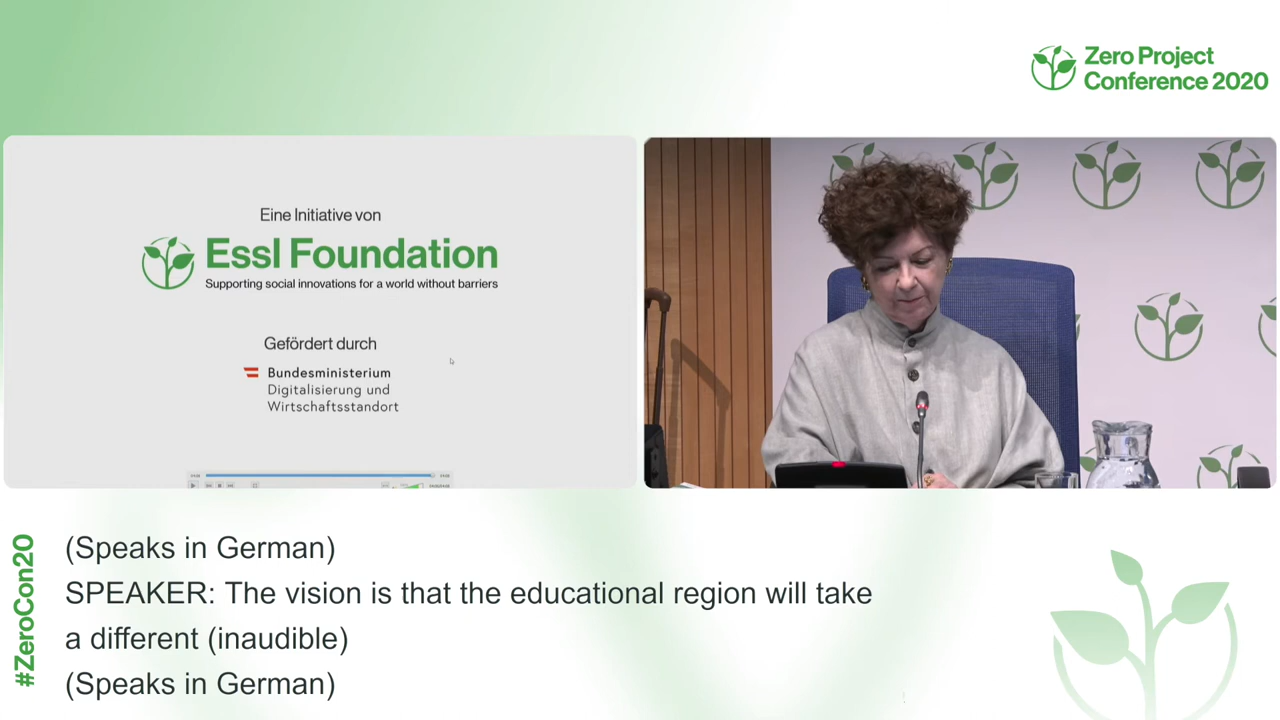 Zero Project
Conference 2020
Eine Initiative von
Essl Foundation
Supporting social innovations for a world without barriers
Gefördert durch
Bundesministerium
Digitalisierung und
Wirtschaftsstandort
#ZeroCon20
(Speaks in German)
SPEAKER: The vision is that the educational region will take
a different (inaudible)
(Speaks in German)